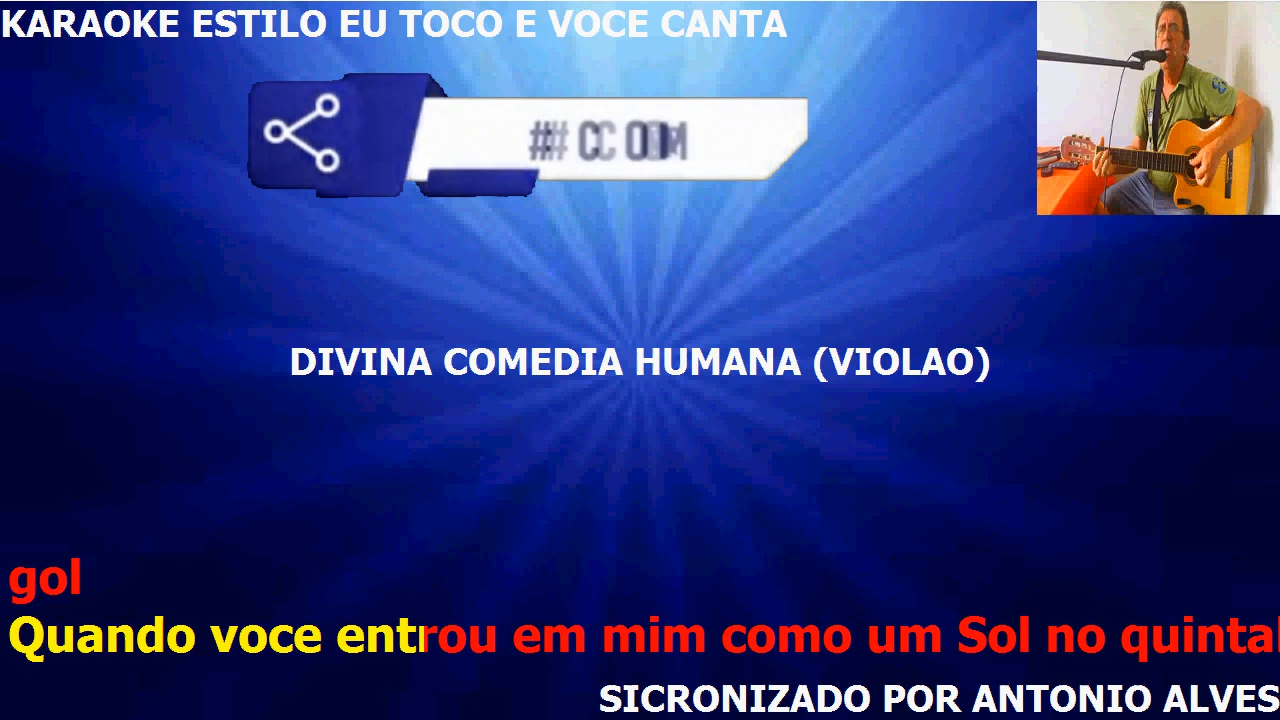 KARAOKE ESTILO EU TOCO E VOCE CANTA
DIVINA COMEDIA HUMANA (VIOLAO)
gol
Quando voce entrou em mim como um Sol no quintal
SICRONIZADO POR ANTONIO ALVES